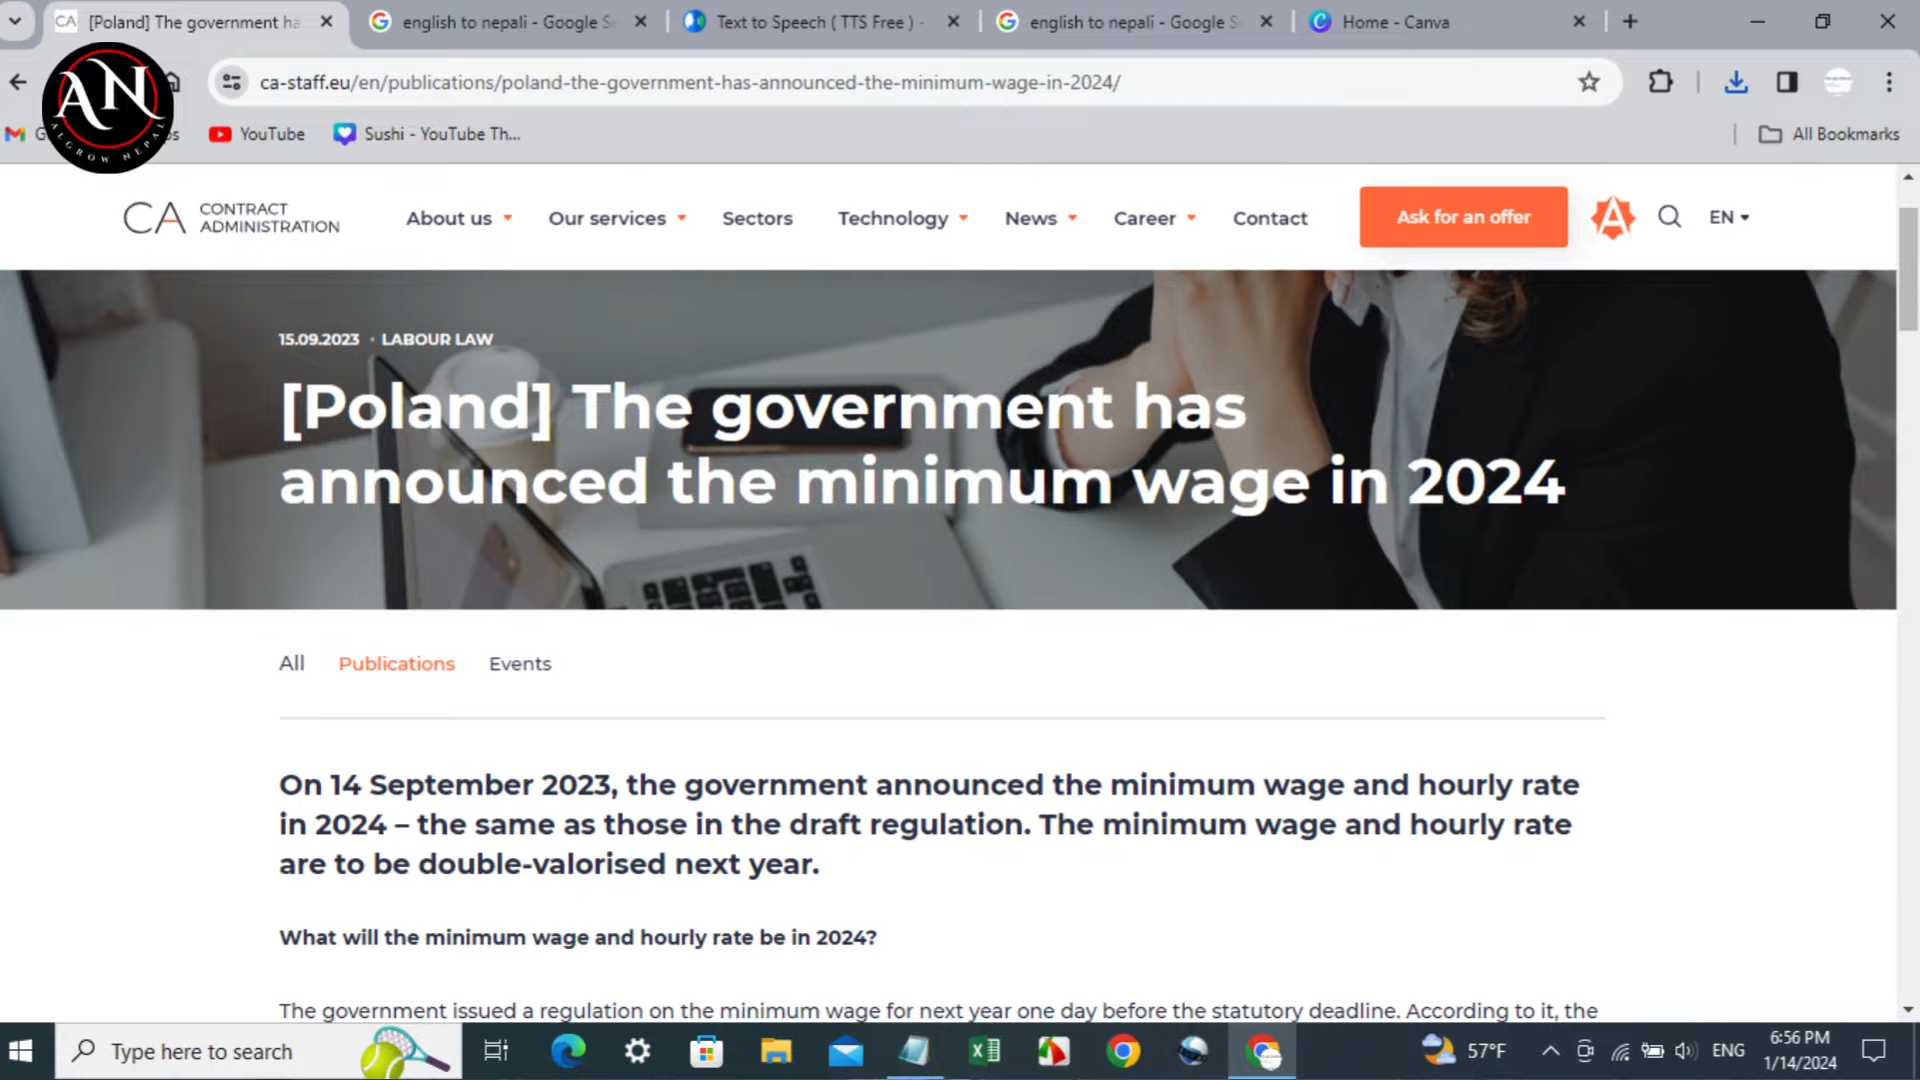 [Poland] The government ha
english to nepali - Google S
Text to Speech ( TTS Free ) -
english to nepali - Google S
Home - Canva
ca-staff.eu/en/publications/poland-the-government-has-announced-the-minimum-wage-in-2024/
AN
ALGROW NEPAL
YouTube
Sushi - YouTube Th...
All Bookmarks
CA CONTRACT
ADMINISTRATION
About us
Our services
Sectors
Technology
News
Career
Contact
Ask for an offer
EN
15.09.2023 • LABOUR LAW
[Poland] The government has
announced the minimum wage in 2024
All Publications Events
On 14 September 2023, the government announced the minimum wage and hourly rate
in 2024 – the same as those in the draft regulation. The minimum wage and hourly rate
are to be double-valorised next year.
What will the minimum wage and hourly rate be in 2024?
The government issued a regulation on the minimum wage for next year one day before the statutory deadline. According to it, the
Type here to search
57°F
ENG
6:56 PM
1/14/2024